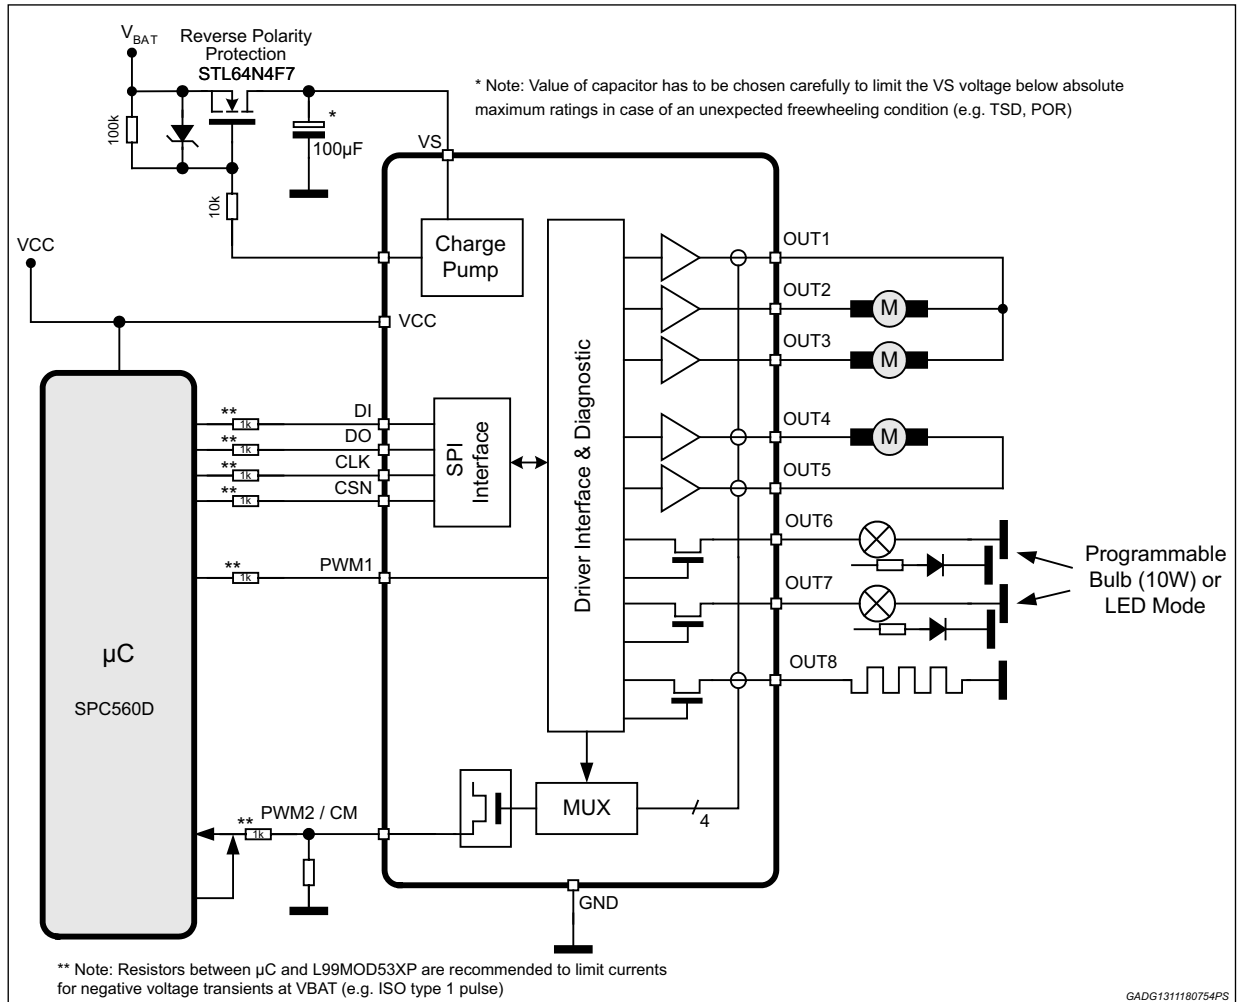 VBAT
Reverse Polarity
Protection
STL64N4F7
* Note: Value of capacitor has to be chosen carefully to limit the VS voltage below absolute
maximum ratings in case of an unexpected freewheeling condition (e.g. TSD, POR)
100k
*
100µF
VS
10k
Charge
Pump
VCC
VCC
OUT1
OUT2
M
OUT3
M
Driver Interface & Diagnostic
** 1k DI
** 1k DO
** 1k CLK
** 1k CSN
SPI
Interface
OUT4
M
OUT5
OUT6
** 1k PWM1
OUT7
Programmable
Bulb (10W) or
LED Mode
OUT8
µC
SPC560D
** 1k PWM2 / CM
MUX
4
GND
** Note: Resistors between µC and L99MOD53XP are recommended to limit currents
for negative voltage transients at VBAT (e.g. ISO type 1 pulse)
GADG1311180754PS